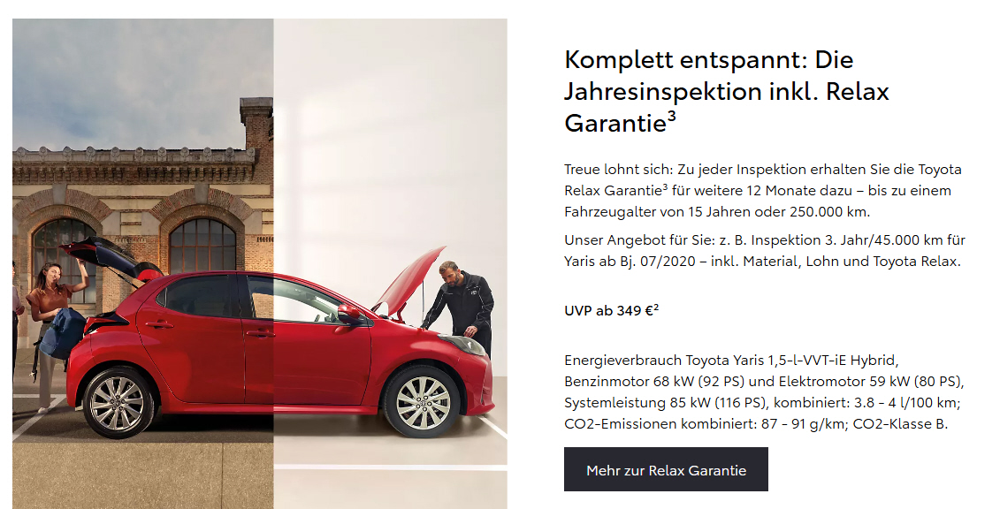 Komplett entspannt: Die
Jahresinspektion inkl. Relax
Garantie³
Treue lohnt sich: Zu jeder Inspektion erhalten Sie die Toyota
Relax Garantie³ für weitere 12 Monate dazu – bis zu einem
Fahrzeugalter von 15 Jahren oder 250.000 km.
Unser Angebot für Sie: z. B. Inspektion 3. Jahr/45.000 km für
Yaris ab Bj. 07/2020 – inkl. Material, Lohn und Toyota Relax.
UVP ab 349 €²
Energieverbrauch Toyota Yaris 1,5-l-VVT-iE Hybrid,
Benzinmotor 68 kW (92 PS) und Elektromotor 59 kW (80 PS),
Systemleistung 85 kW (116 PS), kombiniert: 3.8 - 4 l/100 km;
CO2-Emissionen kombiniert: 87 - 91 g/km; CO2-Klasse B.
Mehr zur Relax Garantie